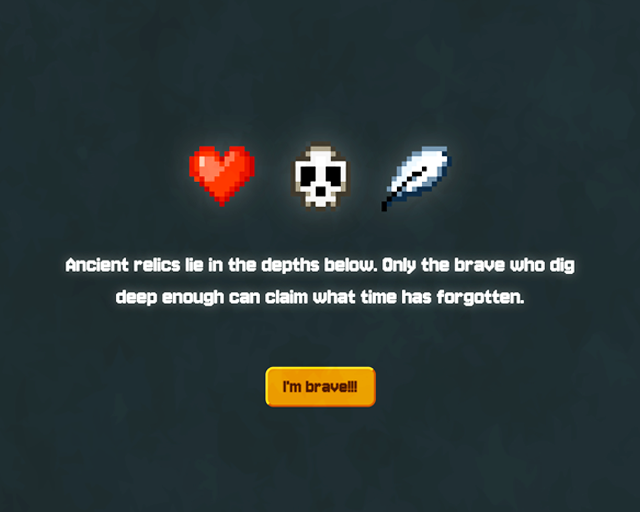 Ancient relics lie in the depths below. Only the brave who dig
deep enough can claim what time has forgotten.
I'm brave!!!